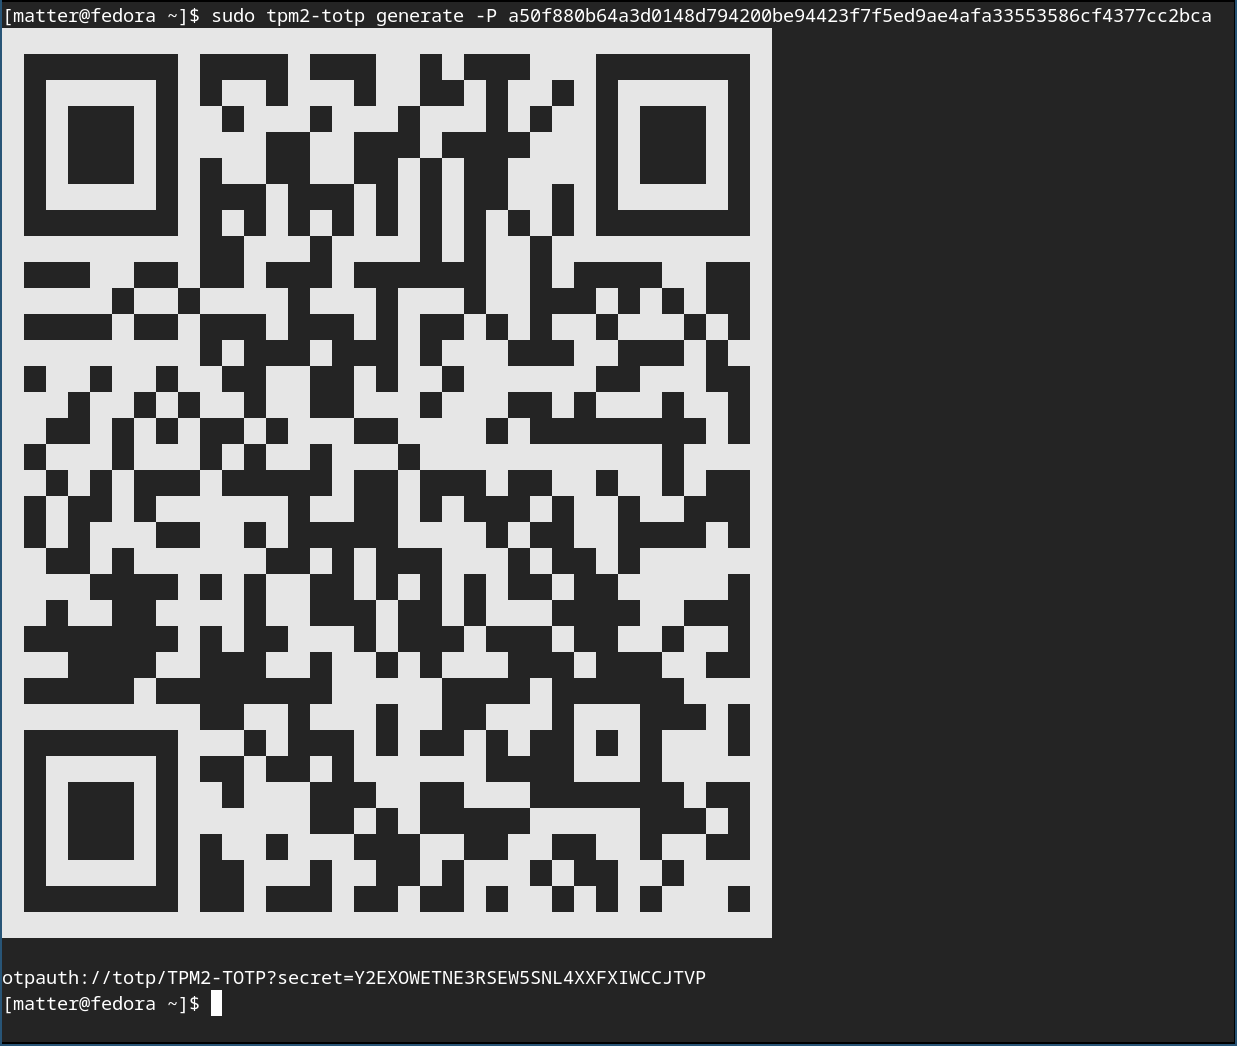 [matter@fedora ~]$ sudo tpm2-totp generate -P a50f880b64a3d0148d794200be94423f7f5ed9ae4afa33553586cf4377cc2bca
otpauth://totp/TPM2-TOTP?secret=Y2EXOWETNE3RSEW5SNL4XXFXIWCCJTVP
[matter@fedora ~]$